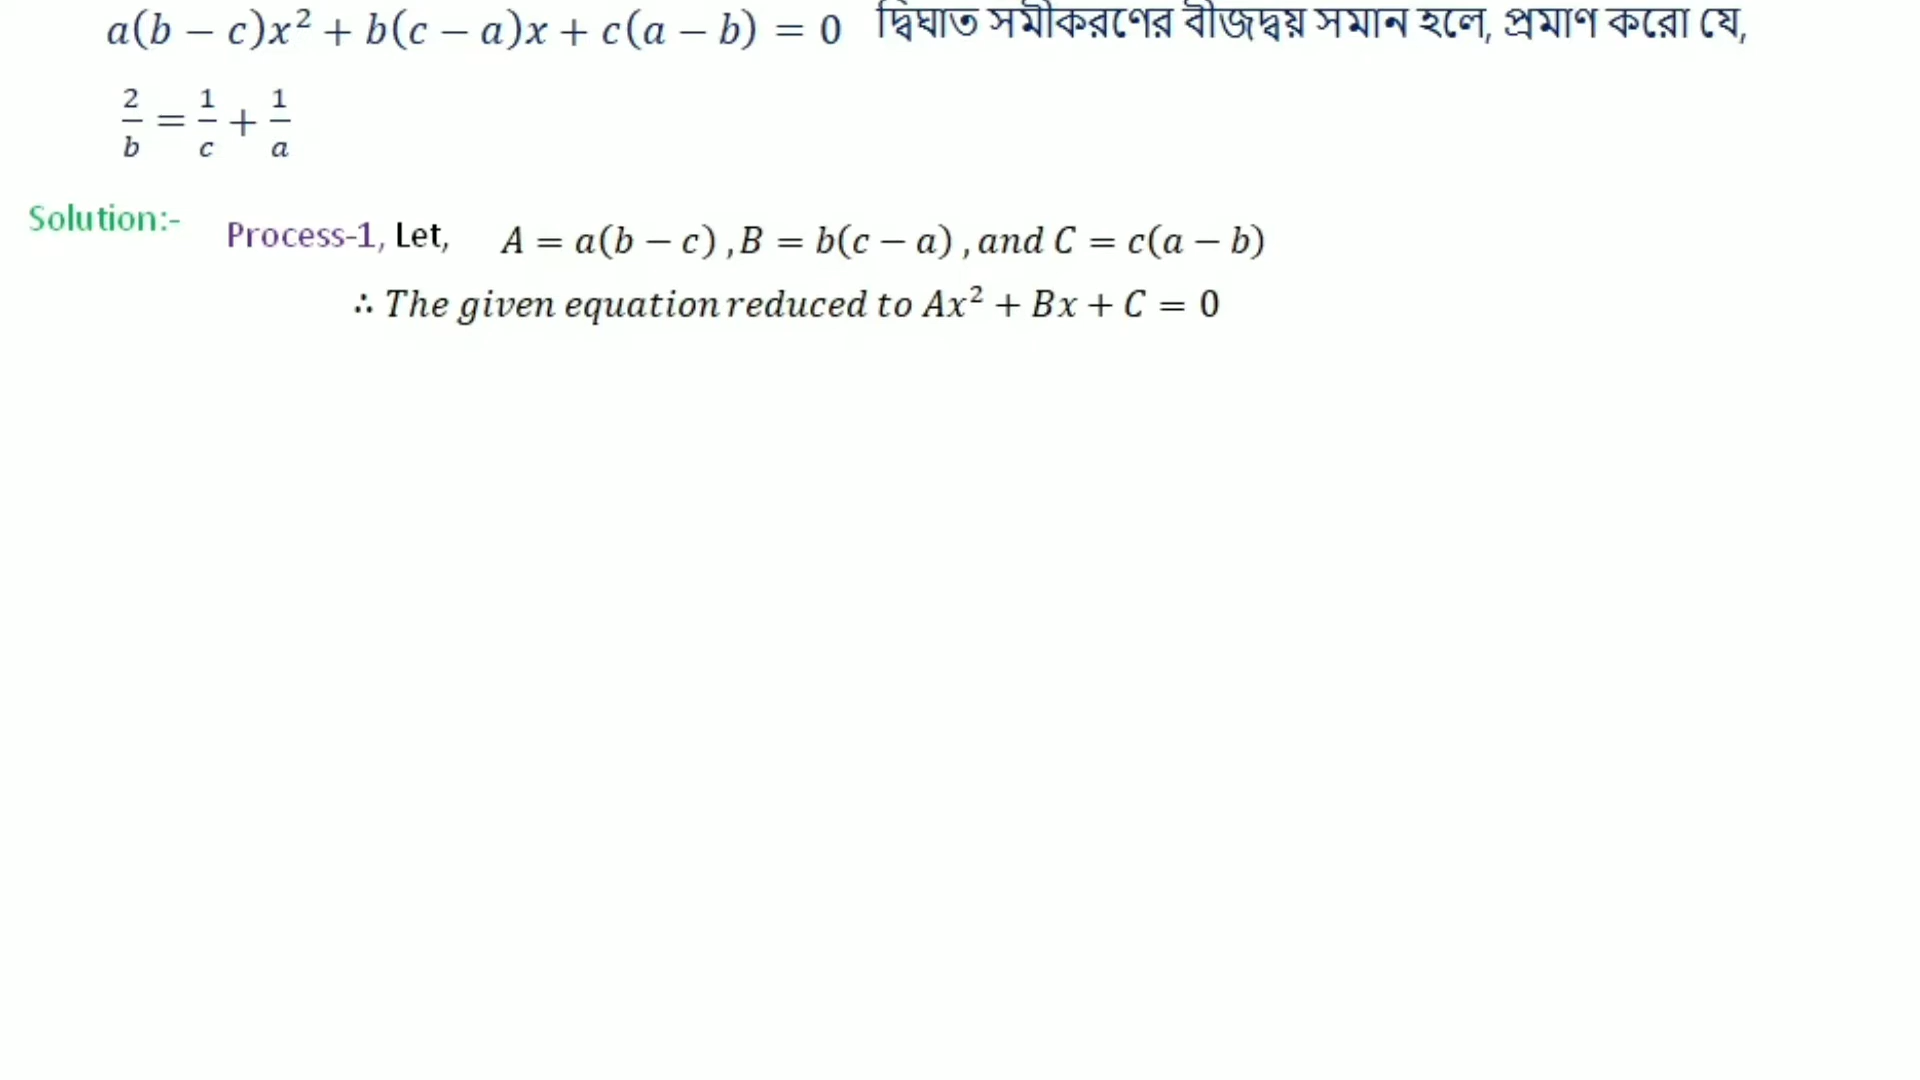 a(b − c)x² + b(c − a)x + c(a − b) = 0 দ্বিঘাত সমীকরণের বীজদ্বয় সমান হলে, প্রমাণ করো যে,
2/b = 1/c + 1/a
Solution:- Process-1, Let, A = a(b − c) , B = b(c − a) , and C = c(a − b)
∴ The given equation reduced to Ax² + Bx + C = 0